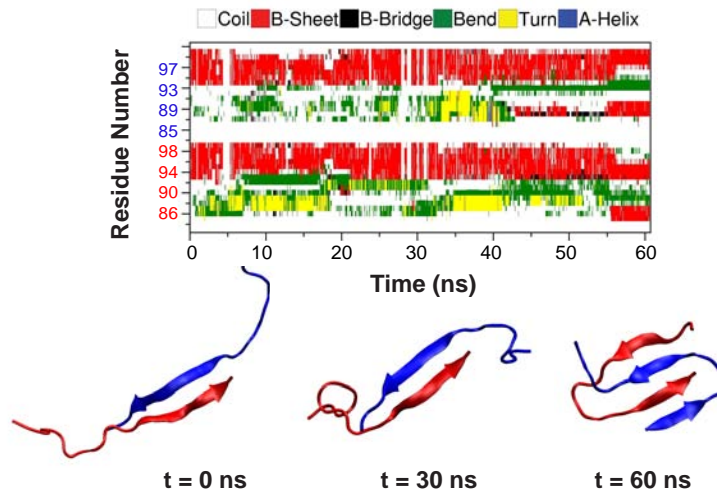 Coil B-Sheet B-Bridge Bend Turn A-Helix
Residue Number
97
93
89
85
98
94
90
86
0 10 20 30 40 50 60
Time (ns)
t = 0 ns t = 30 ns t = 60 ns